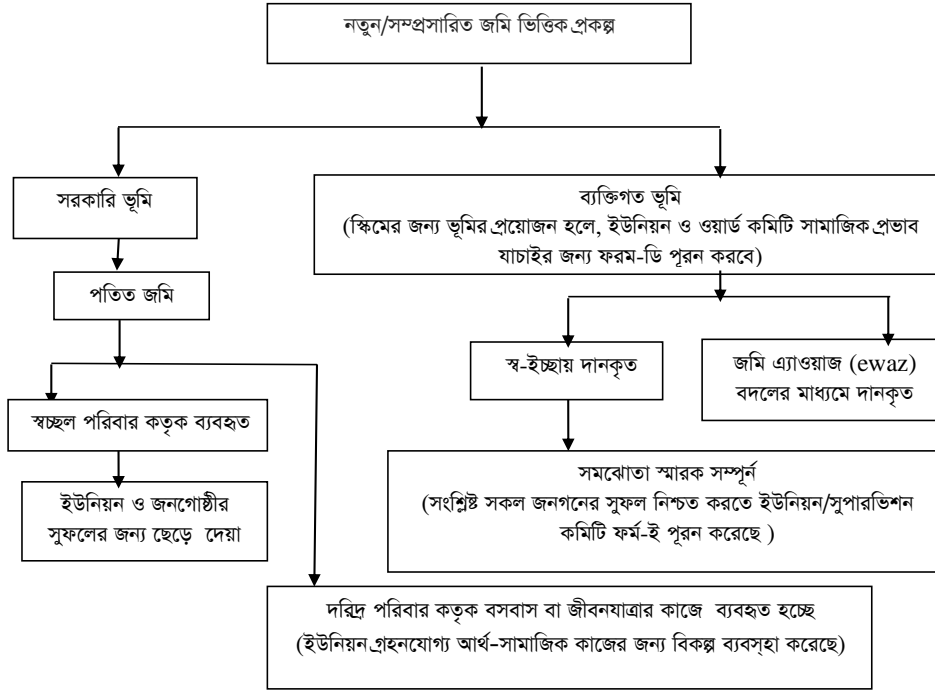 নতুন/সম্প্রসারিত জমি ভিত্তিক প্রকল্প
সরকারি ভূমি
ব্যক্তিগত ভূমি
(স্কিমের জন্য ভূমির প্রয়োজন হলে, ইউনিয়ন ও ওয়ার্ড কমিটি সামাজিক প্রভাব
যাচাইর জন্য ফরম-ডি পূরন করবে)
পতিত জমি
স্ব-ইচ্ছায় দানকৃত
জমি এ্যাওয়াজ (ewaz)
বদলের মাধ্যমে দানকৃত
স্বচ্ছল পরিবার কতৃক ব্যবহৃত
ইউনিয়ন ও জনগোষ্ঠীর
সুফলের জন্য ছেড়ে দেয়া
সমঝোতা স্মারক সম্পূর্ন
(সংশ্লিষ্ট সকল জনগনের সুফল নিশ্চত করতে ইউনিয়ন/সুপারভিশন
কমিটি ফর্ম-ই পূরন করেছে )
দরিদ্র পরিবার কতৃক বসবাস বা জীবনযাত্রার কাজে ব্যবহৃত হচ্ছে
(ইউনিয়ন গ্রহনযোগ্য আর্থ-সামাজিক কাজের জন্য বিকল্প ব্যবস্হা করেছে)